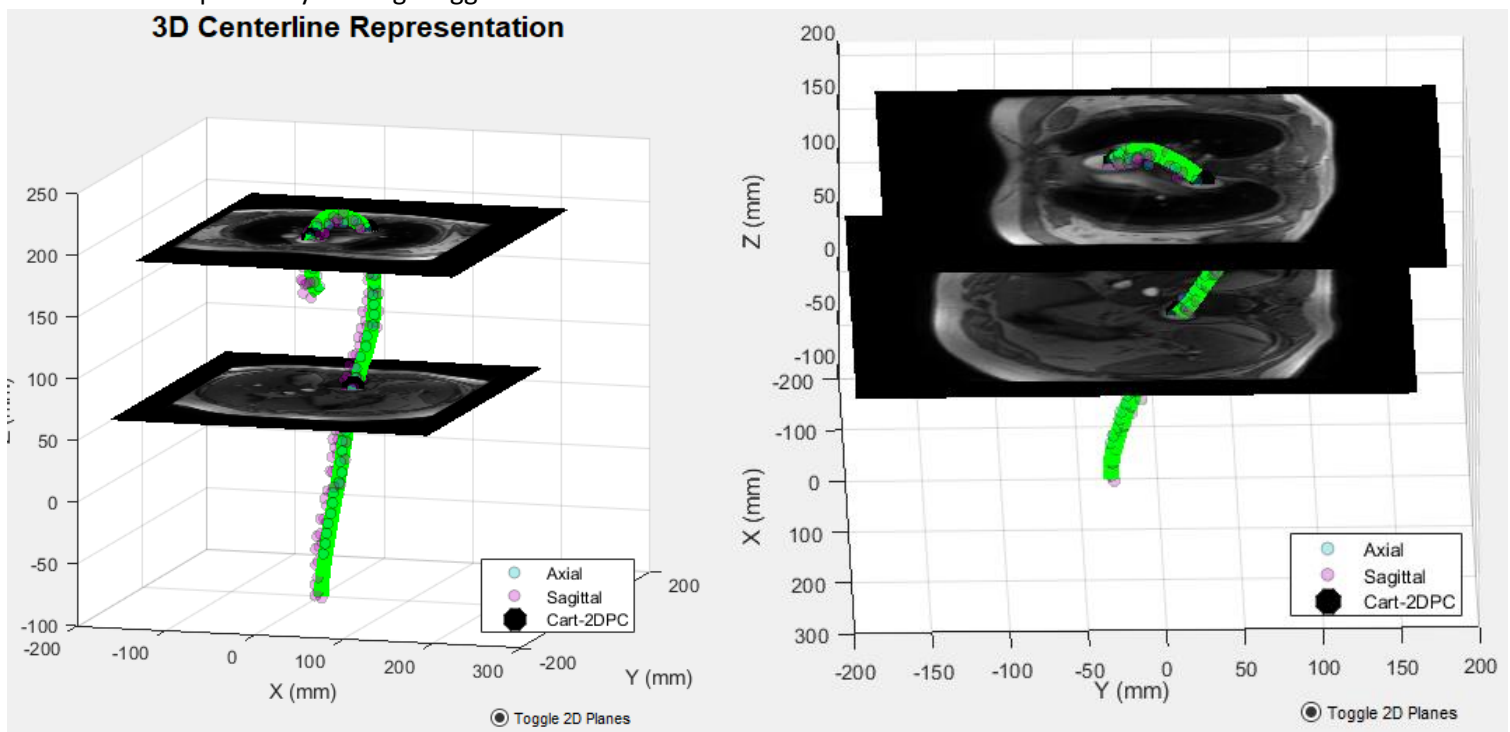 3D Centerline Representation
250
200
150
100
50
0
-50
-100
-200
-100
0
100
200
300
X (mm)
-200
200
Y (mm)
Axial
Sagittal
Cart-2DPC
Toggle 2D Planes
200
150
100
50
0
-50
-100
Z (mm)
-200
-100
0
100
200
300
X (mm)
-200
-150
-100
-50
0
50
100
150
200
Y (mm)
Axial
Sagittal
Cart-2DPC
Toggle 2D Planes